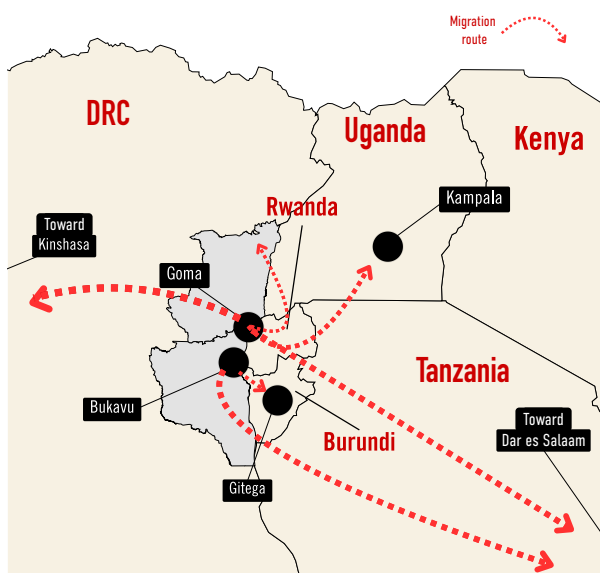 Migration
route
DRC
Uganda
Kenya
Kampala
Rwanda
Toward
Kinshasa
Goma
Tanzania
Bukavu
Toward
Dar es Salaam
Burundi
Gitega